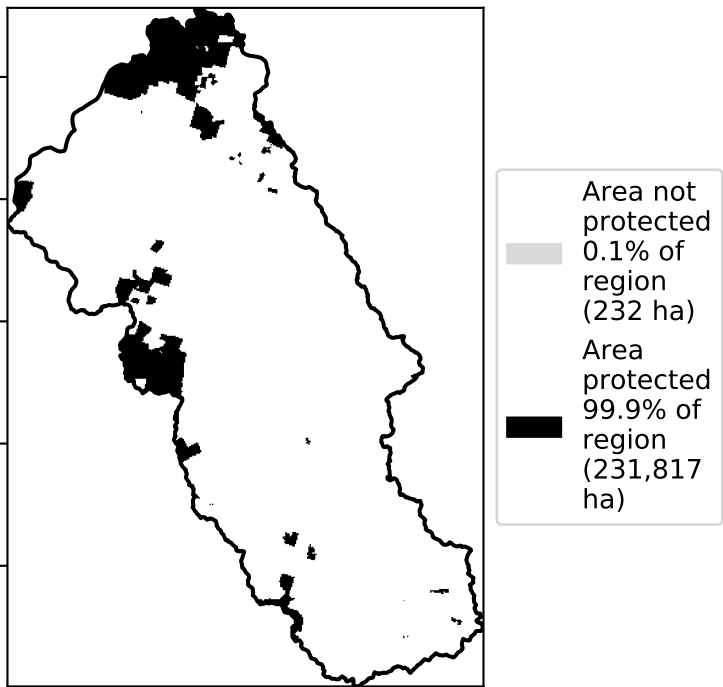 Area not
protected
0.1% of
region
(232 ha)
Area
protected
99.9% of
region
(231,817
ha)